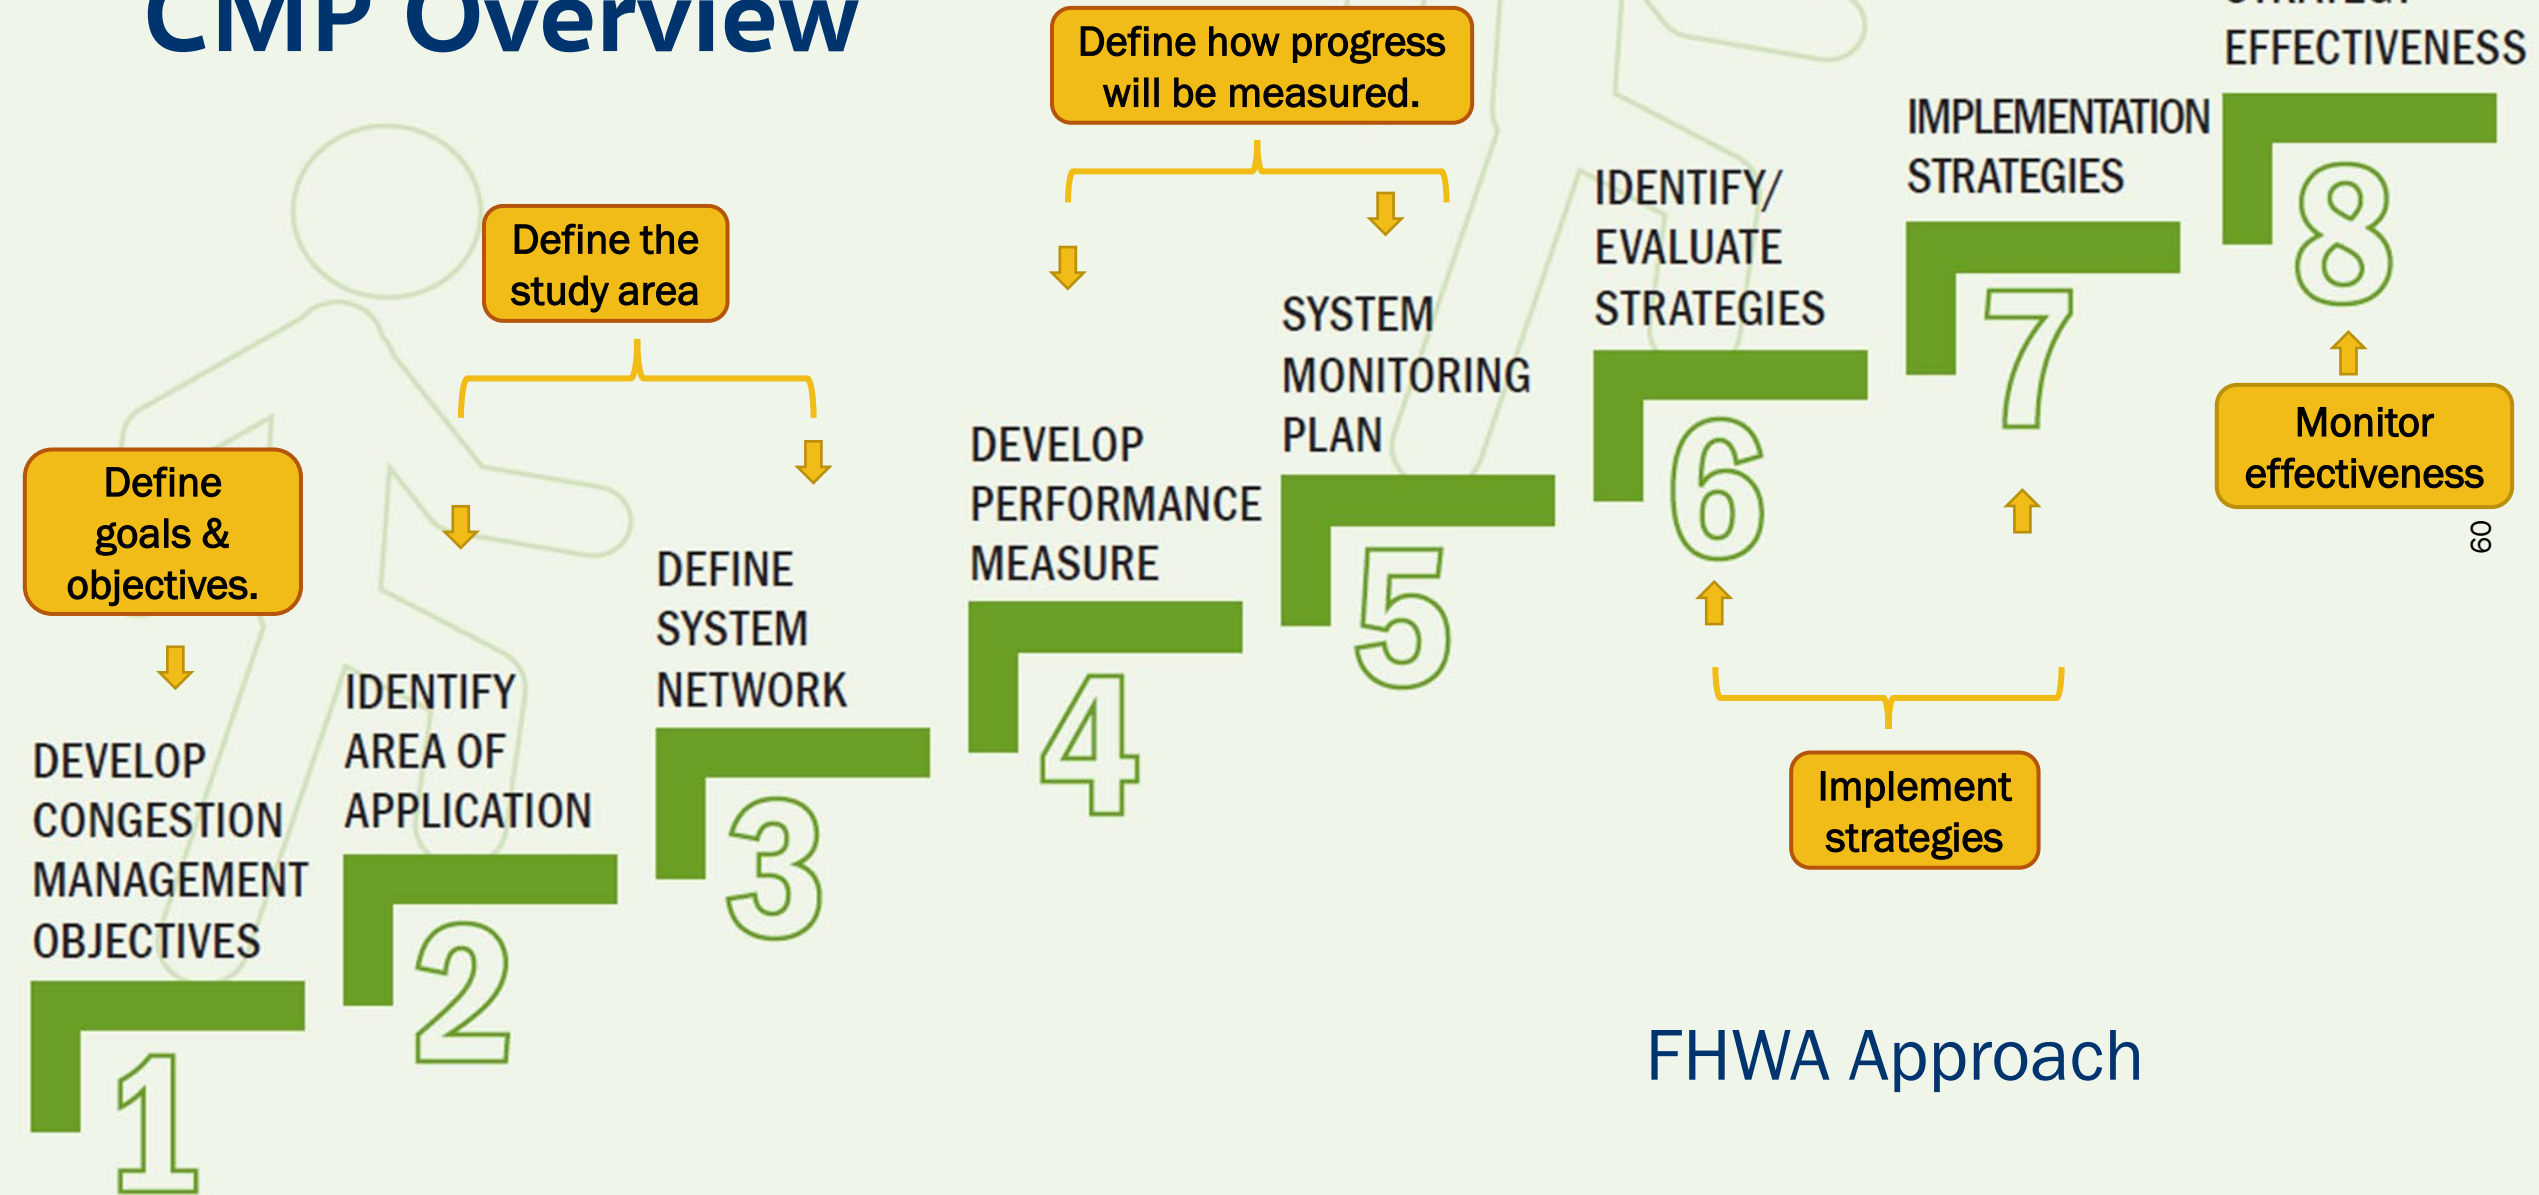 CMP Overview
Define how progress
will be measured.
STRATEGY
EFFECTIVENESS
IMPLEMENTATION
STRATEGIES
IDENTIFY/
EVALUATE
STRATEGIES
Define the
study area
SYSTEM
MONITORING
PLAN
DEVELOP
PERFORMANCE
MEASURE
Define
goals &
objectives.
DEFINE
SYSTEM
NETWORK
IDENTIFY
AREA OF
APPLICATION
DEVELOP
CONGESTION
MANAGEMENT
OBJECTIVES
8
7
6
5
4
3
2
1
Monitor
effectiveness
60
Implement
strategies
FHWA Approach